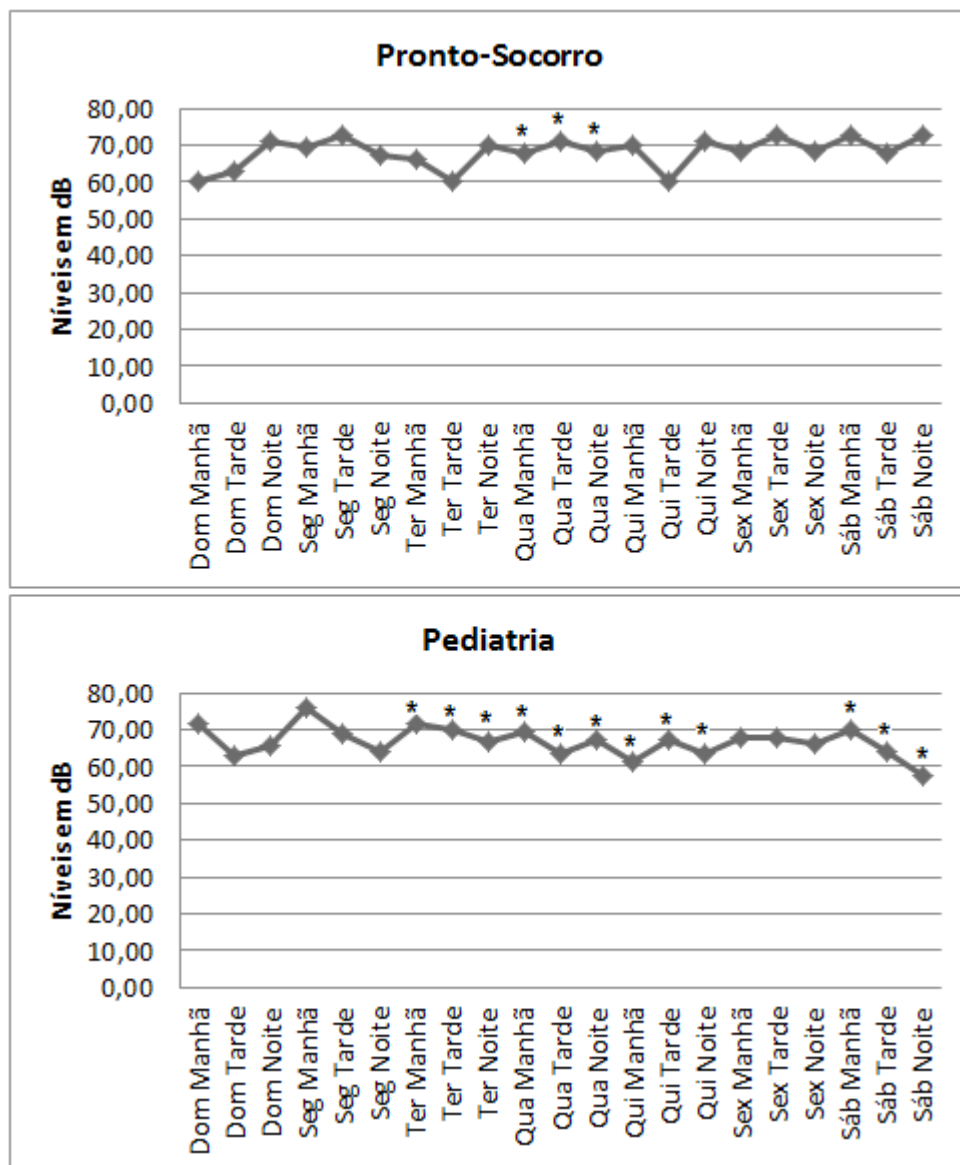 Pronto-Socorro
Níveis em dB
80,00
70,00
60,00
50,00
40,00
30,00
20,00
10,00
0,00
* * *
Dom Manhã
Dom Tarde
Dom Noite
Seg Manhã
Seg Tarde
Seg Noite
Ter Manhã
Ter Tarde
Ter Noite
Qua Manhã
Qua Tarde
Qua Noite
Qui Manhã
Qui Tarde
Qui Noite
Sex Manhã
Sex Tarde
Sex Noite
Sáb Manhã
Sáb Tarde
Sáb Noite
Pediatria
Níveis em dB
80,00
70,00
60,00
50,00
40,00
30,00
20,00
10,00
0,00
* * * * * * * * * * * *
Dom Manhã
Dom Tarde
Dom Noite
Seg Manhã
Seg Tarde
Seg Noite
Ter Manhã
Ter Tarde
Ter Noite
Qua Manhã
Qua Tarde
Qua Noite
Qui Manhã
Qui Tarde
Qui Noite
Sex Manhã
Sex Tarde
Sex Noite
Sáb Manhã
Sáb Tarde
Sáb Noite